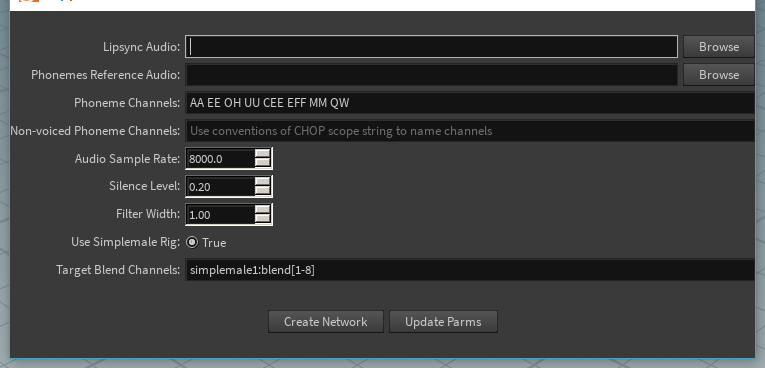 Lipsync Audio: Browse
Phonemes Reference Audio: Browse
Phoneme Channels: AA EE OH UU CEE EFF MM QW
Non-voiced Phoneme Channels: Use conventions of CHOP scope string to name channels
Audio Sample Rate: 8000.0
Silence Level: 0.20
Filter Width: 1.00
Use Simplemale Rig: True
Target Blend Channels: simplemale1:blend[1-8]
Create Network Update Parms